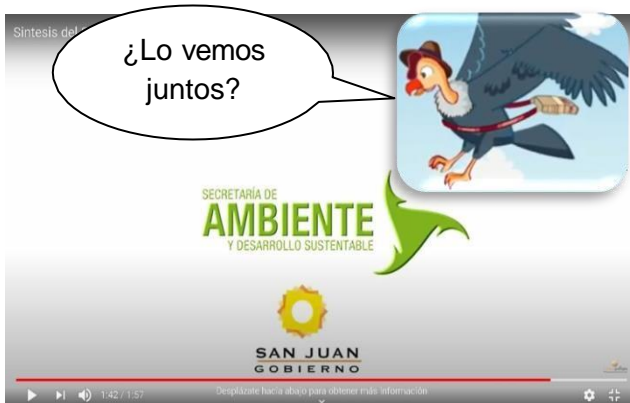 Sintesis del
¿Lo vemos
juntos?
SECRETARÍA DE
AMBIENTE
Y DESARROLLO SUSTENTABLE
SAN JUAN
GOBIERNO
1:42 / 1:57
Desplázate hacia abajo para obtener más información